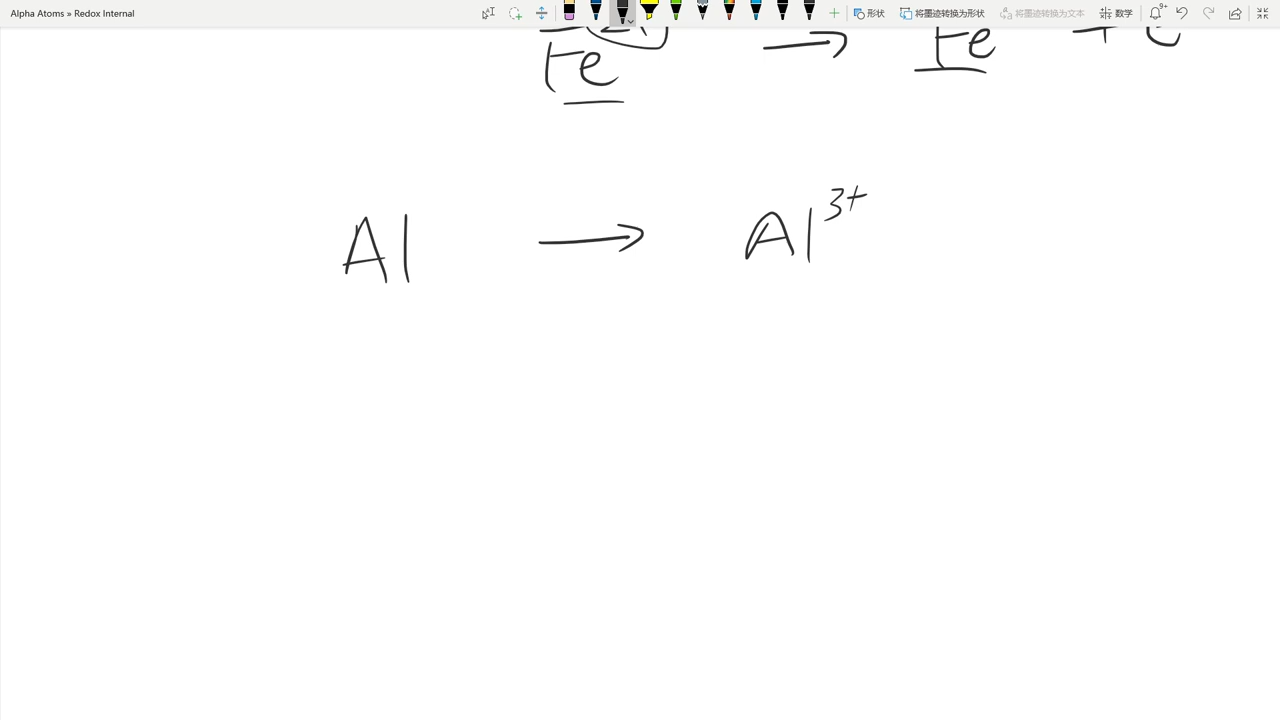 Alpha Atoms » Redox Internal
形状 将墨迹转换为形状 将墨迹转换为文本 数学 9+
Fe → Fe + e
Al → Al³⁺